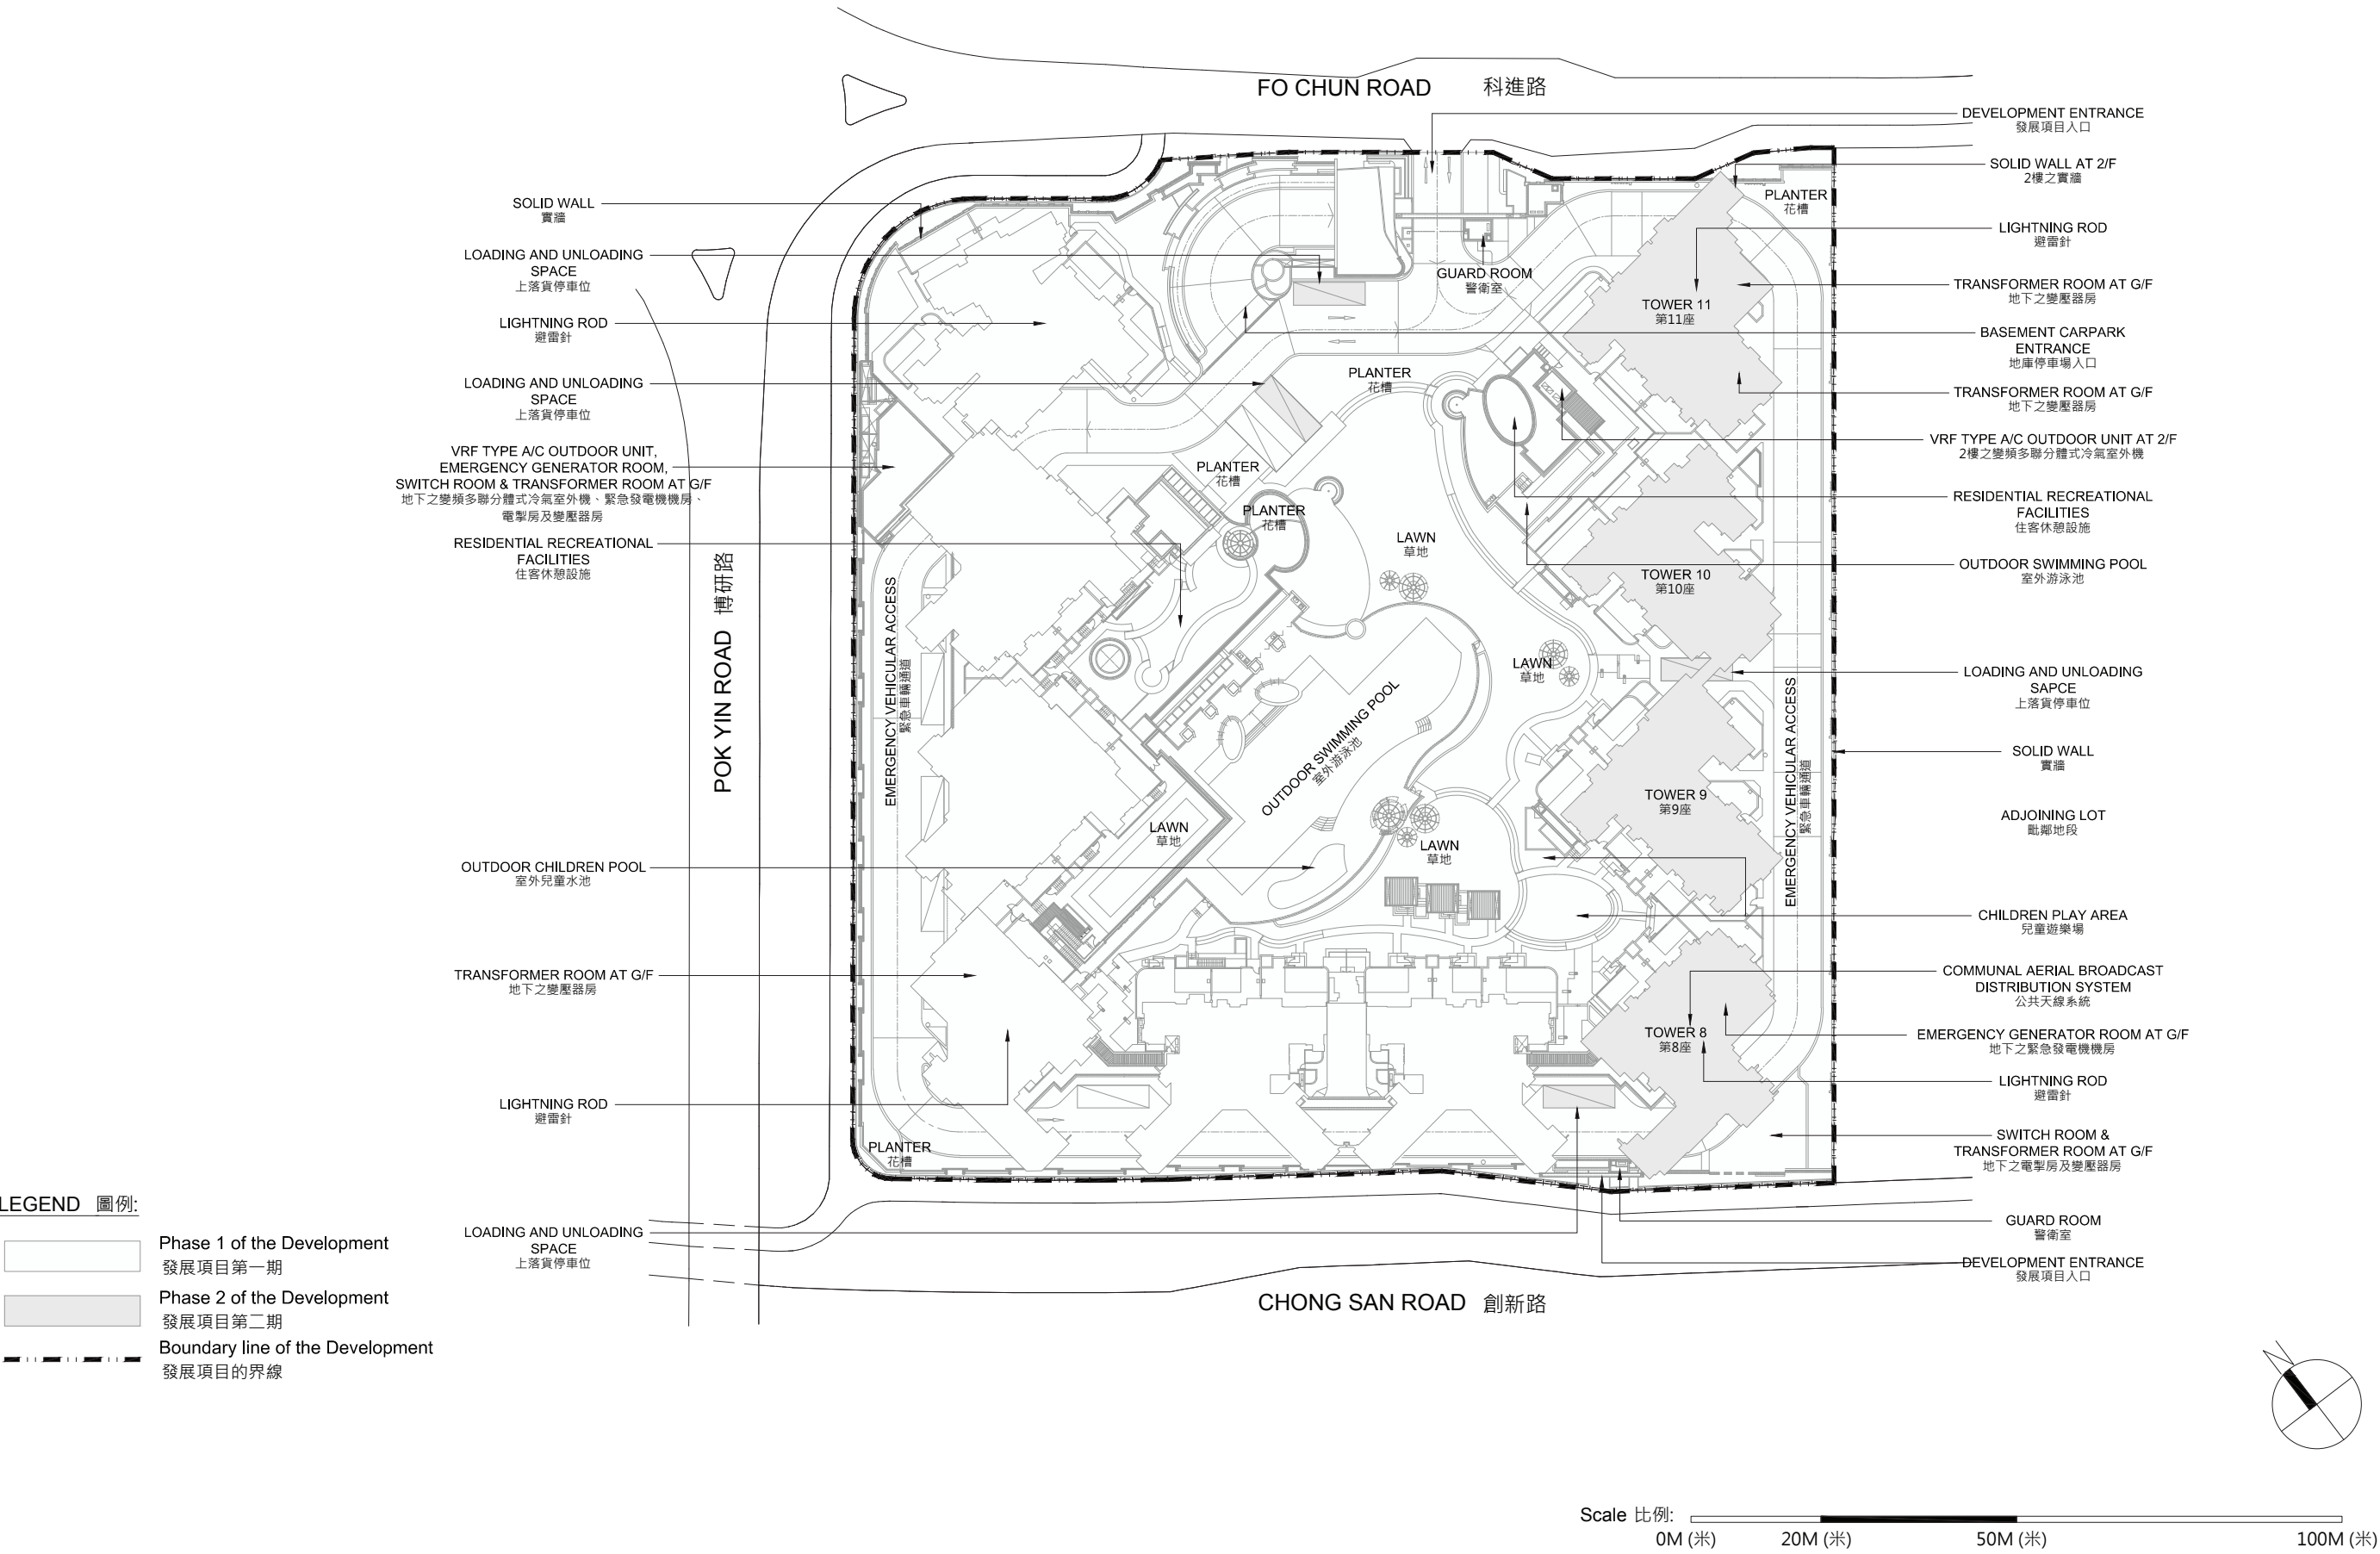 FO CHUN ROAD 科進路
SOLID WALL
實牆
LOADING AND UNLOADING
SPACE
上落貨停車位
LIGHTNING ROD
避雷針
LOADING AND UNLOADING
SPACE
上落貨停車位
VRF TYPE A/C OUTDOOR UNIT,
EMERGENCY GENERATOR ROOM,
SWITCH ROOM & TRANSFORMER ROOM AT G/F
地下之變頻多聯分體式冷氣室外機、緊急發電機機房、
電掣房及變壓器房
RESIDENTIAL RECREATIONAL
FACILITIES
住客休憩設施
POK YIN ROAD 博研路
OUTDOOR CHILDREN POOL
室外兒童水池
TRANSFORMER ROOM AT G/F
地下之變壓器房
LIGHTNING ROD
避雷針
LOADING AND UNLOADING
SPACE
上落貨停車位
EMERGENCY VEHICULAR ACCESS
緊急車輛通道
PLANTER
花槽
GUARD ROOM
警衛室
PLANTER
花槽
PLANTER
花槽
PLANTER
花槽
PLANTER
花槽
LAWN
草地
LAWN
草地
OUTDOOR SWIMMING POOL
室外游泳池
LAWN
草地
LAWN
草地
TOWER 11
第11座
TOWER 10
第10座
TOWER 9
第9座
TOWER 8
第8座
EMERGENCY VEHICULAR ACCESS
緊急車輛通道
DEVELOPMENT ENTRANCE
發展項目入口
SOLID WALL AT 2/F
2樓之實牆
LIGHTNING ROD
避雷針
TRANSFORMER ROOM AT G/F
地下之變壓器房
BASEMENT CARPARK
ENTRANCE
地庫停車場入口
TRANSFORMER ROOM AT G/F
地下之變壓器房
VRF TYPE A/C OUTDOOR UNIT AT 2/F
2樓之變頻多聯分體式冷氣室外機
RESIDENTIAL RECREATIONAL
FACILITIES
住客休憩設施
OUTDOOR SWIMMING POOL
室外游泳池
LOADING AND UNLOADING
SAPCE
上落貨停車位
SOLID WALL
實牆
ADJOINING LOT
毗鄰地段
CHILDREN PLAY AREA
兒童遊樂場
COMMUNAL AERIAL BROADCAST
DISTRIBUTION SYSTEM
公共天線系統
EMERGENCY GENERATOR ROOM AT G/F
地下之緊急發電機機房
LIGHTNING ROD
避雷針
SWITCH ROOM &
TRANSFORMER ROOM AT G/F
地下之電掣房及變壓器房
GUARD ROOM
警衛室
DEVELOPMENT ENTRANCE
發展項目入口
CHONG SAN ROAD 創新路
LEGEND 圖例:
Phase 1 of the Development
發展項目第一期
Phase 2 of the Development
發展項目第二期
Boundary line of the Development
發展項目的界線
Scale 比例:
0M (米) 20M (米) 50M (米) 100M (米)